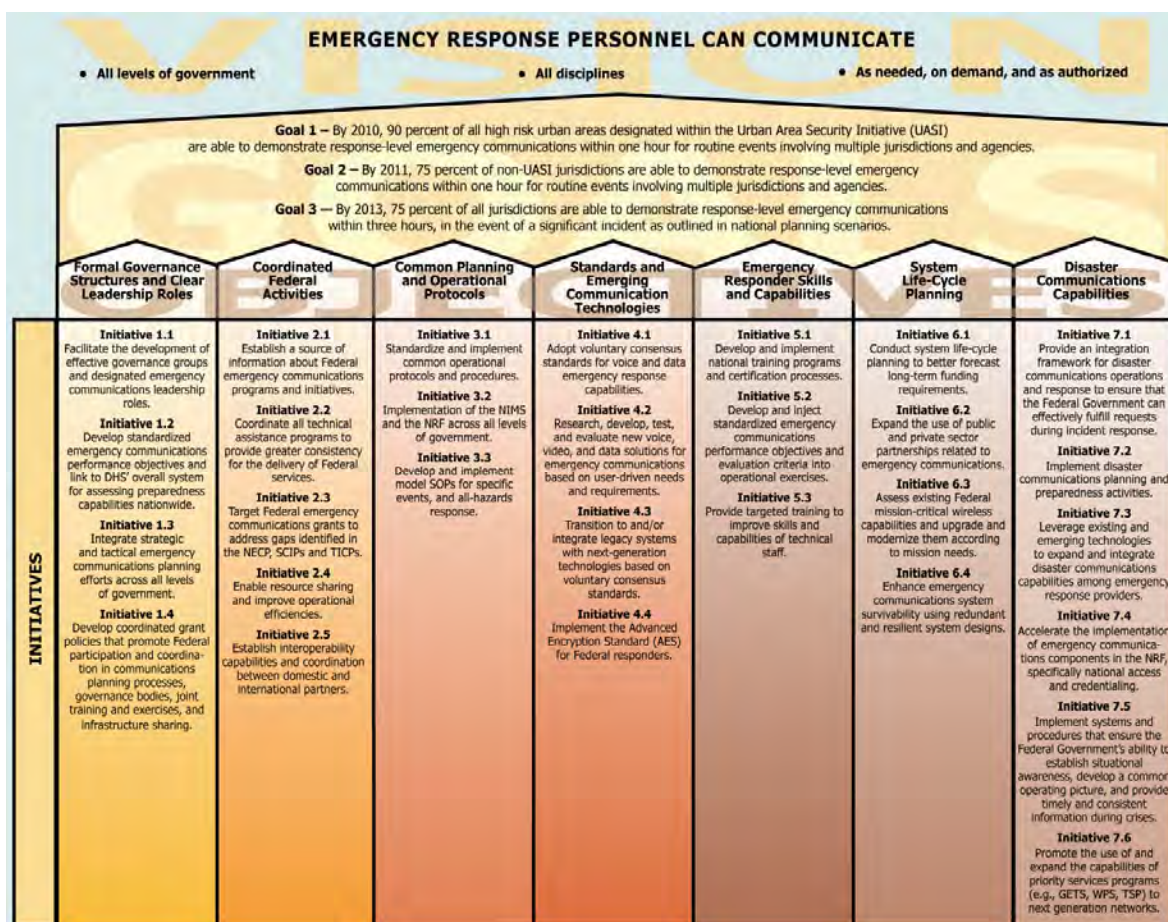 VISION
EMERGENCY RESPONSE PERSONNEL CAN COMMUNICATE
• All levels of government
• All disciplines
• As needed, on demand, and as authorized
GOALS
Goal 1 – By 2010, 90 percent of all high risk urban areas designated within the Urban Area Security Initiative (UASI)
are able to demonstrate response-level emergency communications within one hour for routine events involving multiple jurisdictions and agencies.
Goal 2 – By 2011, 75 percent of non-UASI jurisdictions are able to demonstrate response-level emergency
communications within one hour for routine events involving multiple jurisdictions and agencies.
Goal 3 — By 2013, 75 percent of all jurisdictions are able to demonstrate response-level emergency communications
within three hours, in the event of a significant incident as outlined in national planning scenarios.
OBJECTIVES
Formal Governance
Structures and Clear
Leadership Roles
Coordinated
Federal
Activities
Common Planning
and Operational
Protocols
Standards and
Emerging
Communication
Technologies
Emergency
Responder Skills
and Capabilities
System
Life-Cycle
Planning
Disaster
Communications
Capabilities
INITIATIVES
Initiative 1.1
Facilitate the development of
effective governance groups
and designated emergency
communications leadership
roles.
Initiative 1.2
Develop standardized
emergency communications
performance objectives and
link to DHS' overall system
for assessing preparedness
capabilities nationwide.
Initiative 1.3
Integrate strategic
and tactical emergency
communications planning
efforts across all levels
of government.
Initiative 1.4
Develop coordinated grant
policies that promote Federal
participation and coordina-
tion in communications
planning processes,
governance bodies, joint
training and exercises, and
infrastructure sharing.
Initiative 2.1
Establish a source of
information about Federal
emergency communications
programs and initiatives.
Initiative 2.2
Coordinate all technical
assistance programs to
provide greater consistency
for the delivery of Federal
services.
Initiative 2.3
Target Federal emergency
communications grants to
address gaps identified in
the NECP, SCIPs and TICPs.
Initiative 2.4
Enable resource sharing
and improve operational
efficiencies.
Initiative 2.5
Establish interoperability
capabilities and coordination
between domestic and
international partners.
Initiative 3.1
Standardize and implement
common operational
protocols and procedures.
Initiative 3.2
Implementation of the NIMS
and the NRF across all levels
of government.
Initiative 3.3
Develop and implement
model SOPs for specific
events, and all-hazards
response.
Initiative 4.1
Adopt voluntary consensus
standards for voice and data
emergency response
capabilities.
Initiative 4.2
Research, develop, test,
and evaluate new voice,
video, and data solutions for
emergency communications
based on user-driven needs
and requirements.
Initiative 4.3
Transition to and/or
integrate legacy systems
with next-generation
technologies based on
voluntary consensus
standards.
Initiative 4.4
Implement the Advanced
Encryption Standard (AES)
for Federal responders.
Initiative 5.1
Develop and implement
national training programs
and certification processes.
Initiative 5.2
Develop and inject
standardized emergency
communications
performance objectives and
evaluation criteria into
operational exercises.
Initiative 5.3
Provide targeted training to
improve skills and
capabilities of technical
staff.
Initiative 6.1
Conduct system life-cycle
planning to better forecast
long-term funding
requirements.
Initiative 6.2
Expand the use of public
and private sector
partnerships related to
emergency communications.
Initiative 6.3
Assess existing Federal
mission-critical wireless
capabilities and upgrade and
modernize them according
to mission needs.
Initiative 6.4
Enhance emergency
communications system
survivability using redundant
and resilient system designs.
Initiative 7.1
Provide an integration
framework for disaster
communications operations
and response to ensure that
the Federal Government can
effectively fulfill requests
during incident response.
Initiative 7.2
Implement disaster
communications planning and
preparedness activities.
Initiative 7.3
Leverage existing and
emerging technologies
to expand and integrate
disaster communications
capabilities among emergency
response providers.
Initiative 7.4
Accelerate the implementation
of emergency communica-
tions components in the NRF,
specifically national access
and credentialing.
Initiative 7.5
Implement systems and
procedures that ensure the
Federal Government's ability to
establish situational
awareness, develop a common
operating picture, and provide
timely and consistent
information during crises.
Initiative 7.6
Promote the use of and
expand the capabilities of
priority services programs
(e.g., GETS, WPS, TSP) to
next generation networks.